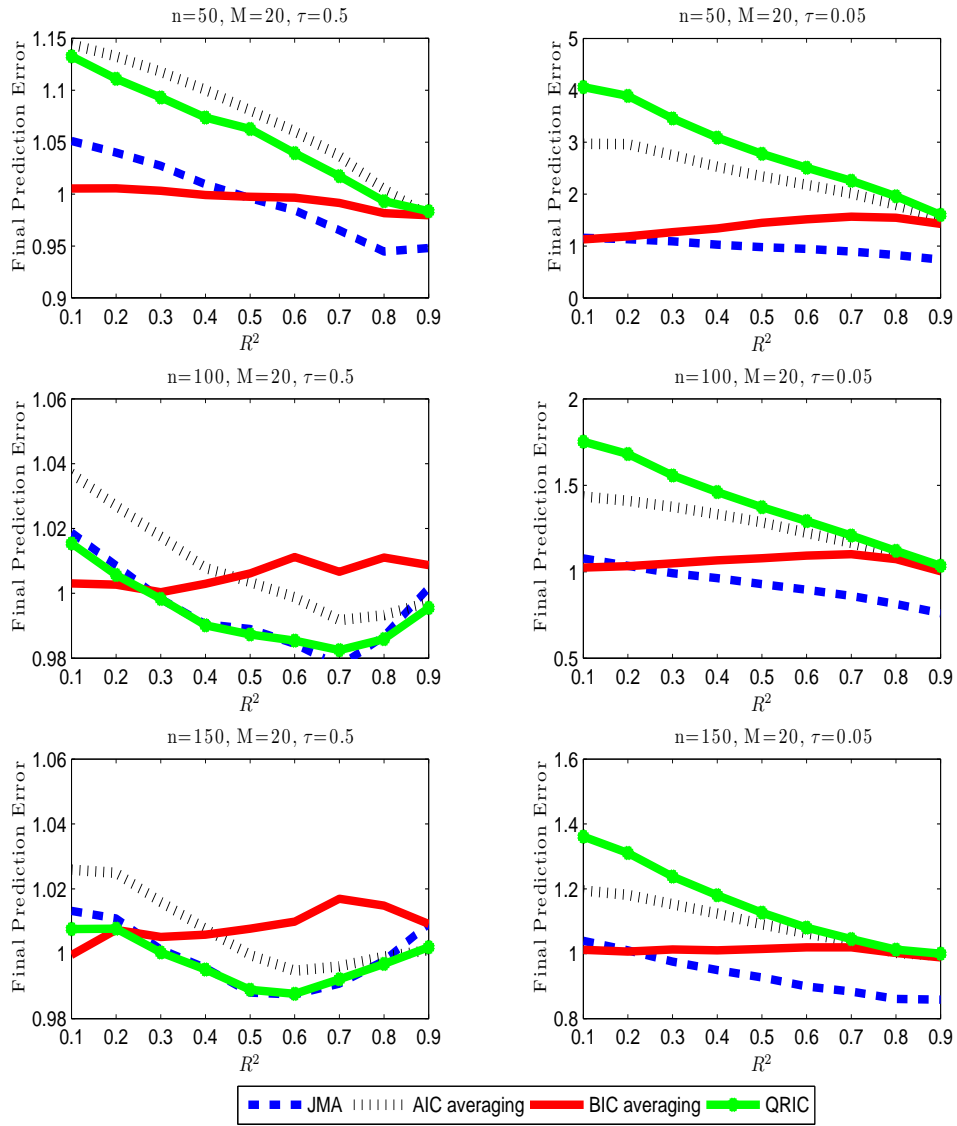 n=50, M=20, τ=0.5
Final Prediction Error
1.15
1.1
1.05
1
0.95
0.9
0.1 0.2 0.3 0.4 0.5 0.6 0.7 0.8 0.9
R²
n=50, M=20, τ=0.05
Final Prediction Error
5
4
3
2
1
0
0.1 0.2 0.3 0.4 0.5 0.6 0.7 0.8 0.9
R²
n=100, M=20, τ=0.5
Final Prediction Error
1.06
1.04
1.02
1
0.98
0.1 0.2 0.3 0.4 0.5 0.6 0.7 0.8 0.9
R²
n=100, M=20, τ=0.05
Final Prediction Error
2
1.5
1
0.5
0.1 0.2 0.3 0.4 0.5 0.6 0.7 0.8 0.9
R²
n=150, M=20, τ=0.5
Final Prediction Error
1.06
1.04
1.02
1
0.98
0.1 0.2 0.3 0.4 0.5 0.6 0.7 0.8 0.9
R²
n=150, M=20, τ=0.05
Final Prediction Error
1.6
1.4
1.2
1
0.8
0.1 0.2 0.3 0.4 0.5 0.6 0.7 0.8 0.9
R²
JMA AIC averaging BIC averaging QRIC